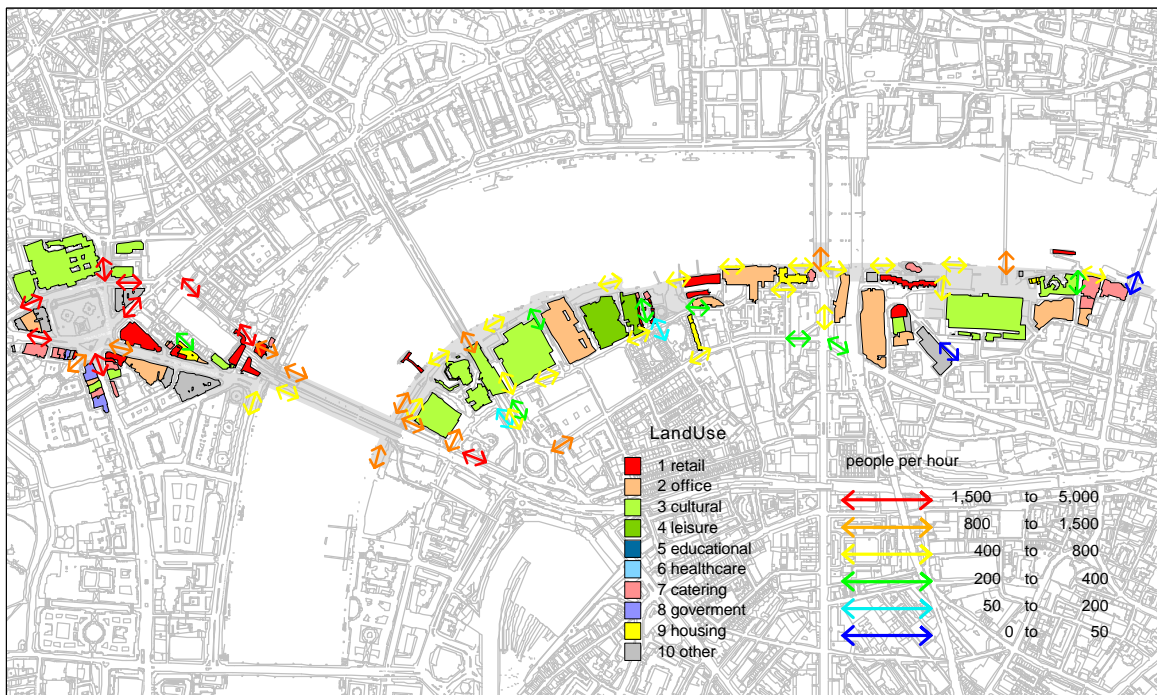 LandUse
1 retail
2 office
3 cultural
4 leisure
5 educational
6 healthcare
7 catering
8 goverment
9 housing
10 other
people per hour
1,500 to 5,000
800 to 1,500
400 to 800
200 to 400
50 to 200
0 to 50